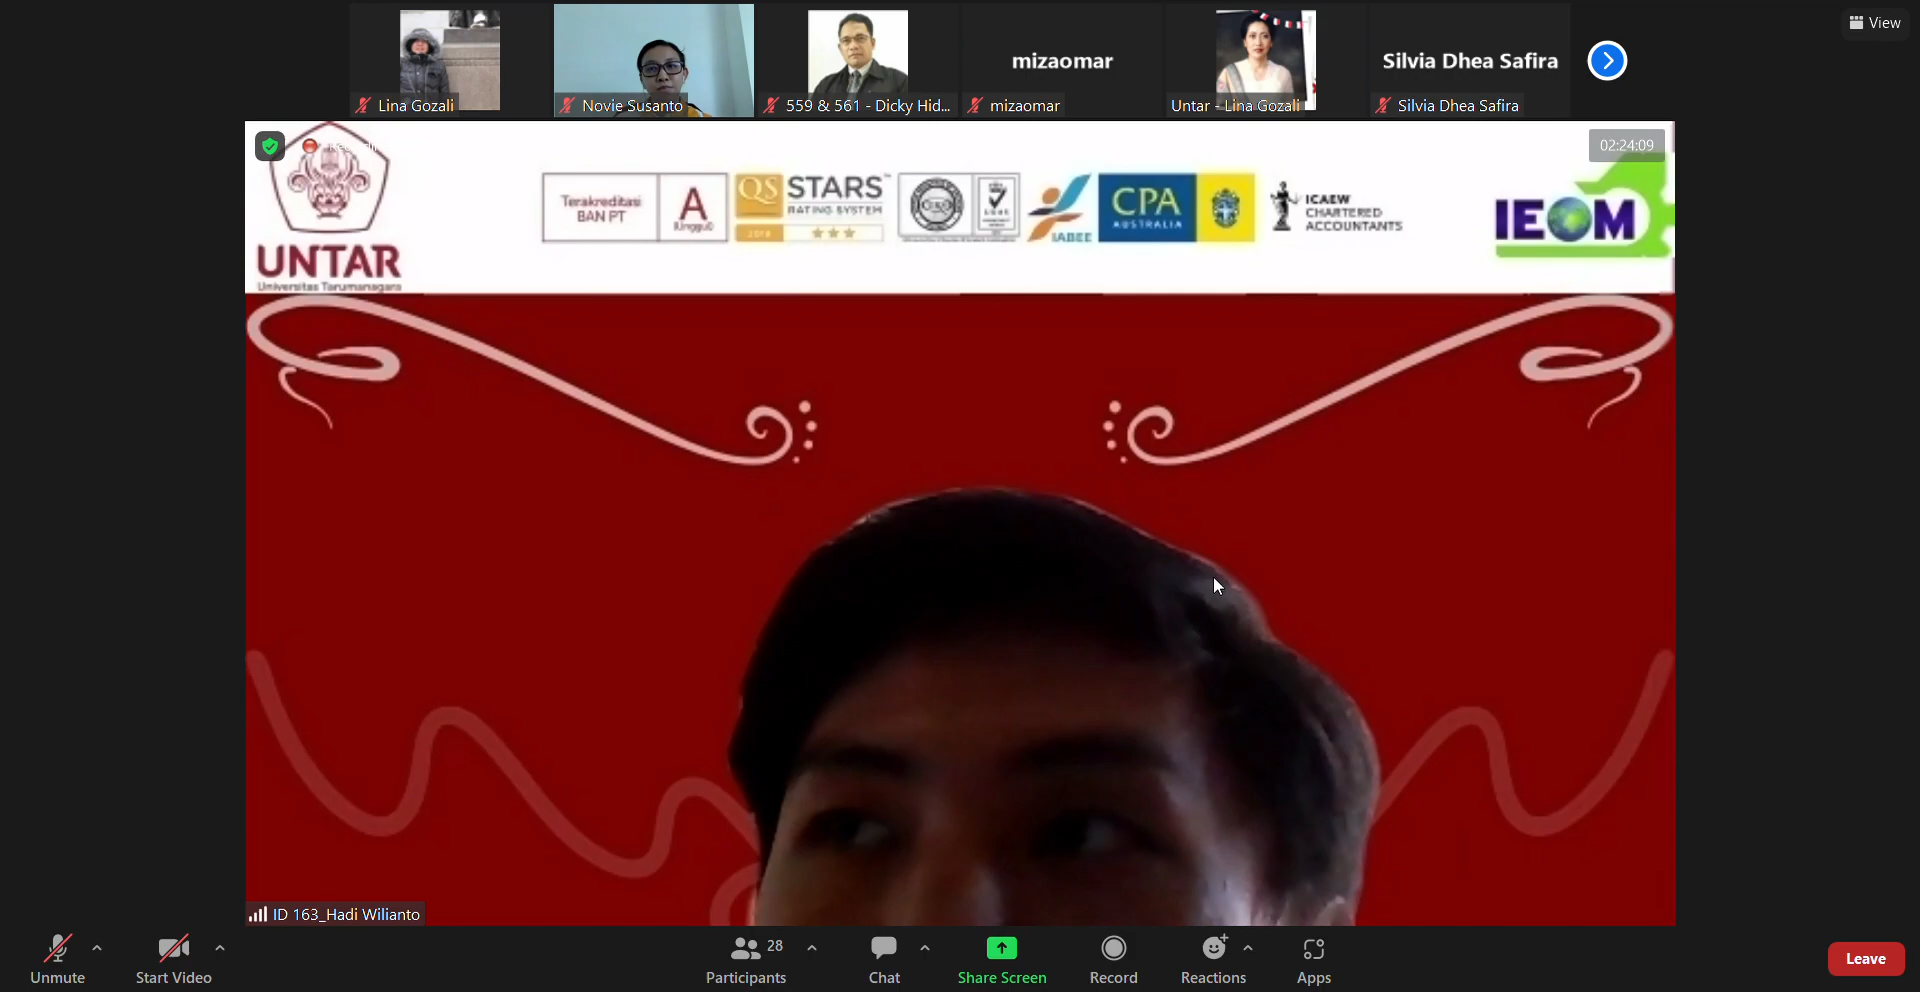 View
Lina Gozali
Novie Susanto
559 & 561 - Dicky Hid...
mizaomar
mizaomar
Untar - Lina Gozali
Silvia Dhea Safira
Silvia Dhea Safira
02:24:09
UNTAR
Universitas Tarumanagara
Terakreditasi
BAN PT
A
QS STARS™
RATING SYSTEM
2018
IABEE
CPA
AUSTRALIA
ICAEW
CHARTERED
ACCOUNTANTS
IEOM
ID 163_Hadi Wilianto
Unmute
Start Video
28
Participants
Chat
Share Screen
Record
Reactions
Apps
Leave